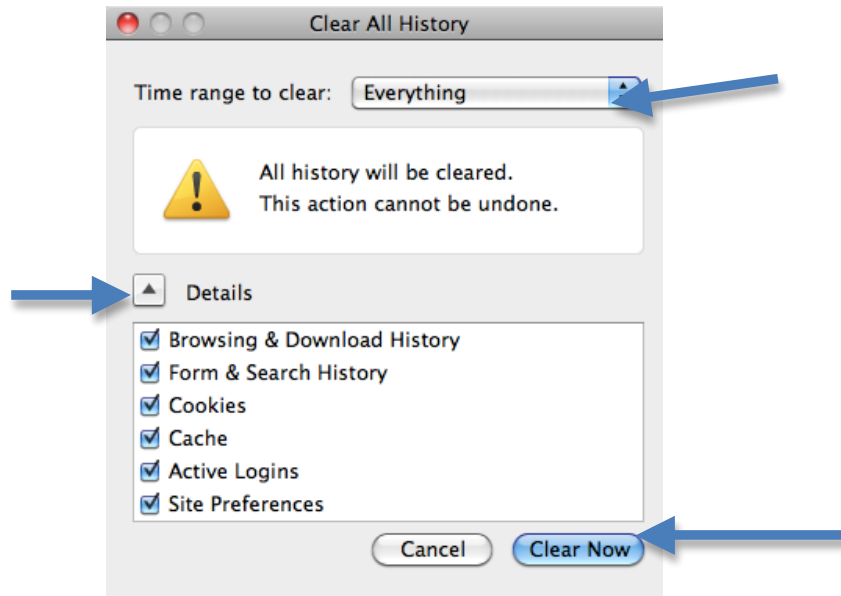 Clear All History
Time range to clear: Everything
All history will be cleared.
This action cannot be undone.
Details
Browsing & Download History
Form & Search History
Cookies
Cache
Active Logins
Site Preferences
Cancel Clear Now